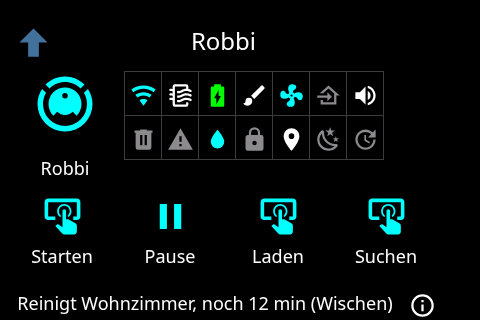 Robbi
Robbi
Starten Pause Laden Suchen
Reinigt Wohnzimmer, noch 12 min (Wischen)